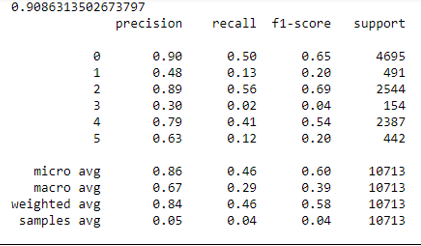 0.9086313502673797
precision recall f1-score support
0 0.90 0.50 0.65 4695
1 0.48 0.13 0.20 491
2 0.89 0.56 0.69 2544
3 0.30 0.02 0.04 154
4 0.79 0.41 0.54 2387
5 0.63 0.12 0.20 442
micro avg 0.86 0.46 0.60 10713
macro avg 0.67 0.29 0.39 10713
weighted avg 0.84 0.46 0.58 10713
samples avg 0.05 0.04 0.04 10713